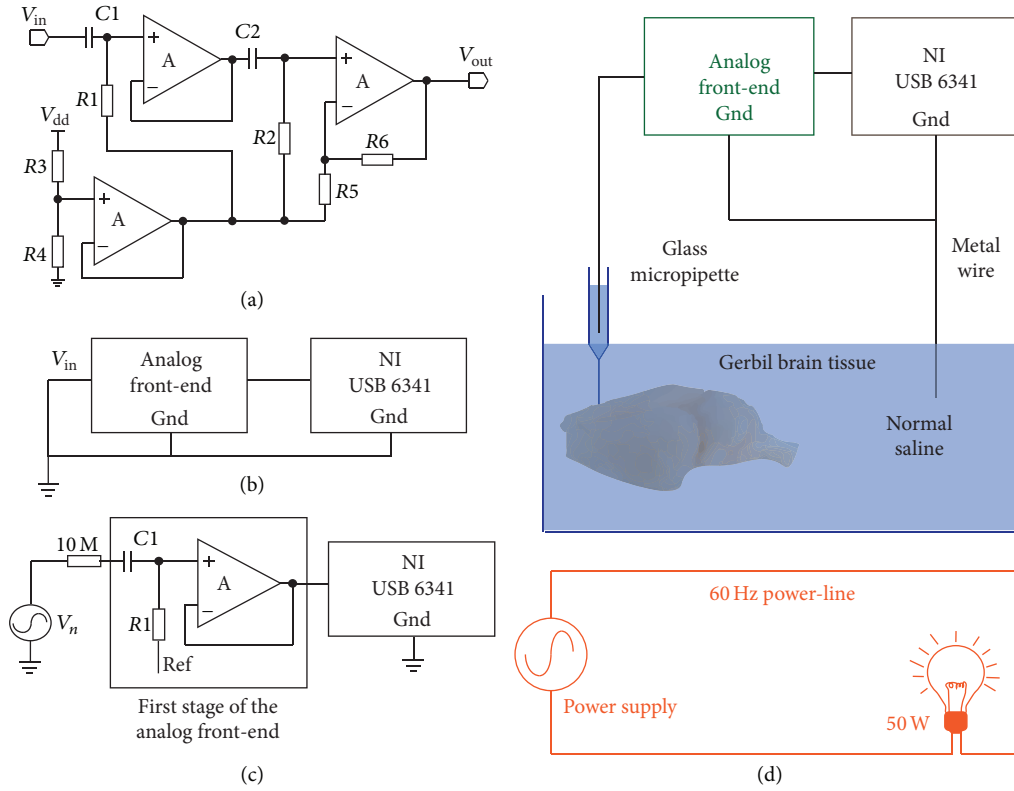 V_in
C1
+
A
−
C2
+
A
−
V_out
R1
V_dd
R2
R6
R3
R5
+
A
−
R4
(a)
V_in
Analog
front-end
Gnd
NI
USB 6341
Gnd
(b)
10 M
C1
+
A
−
V_n
R1
Ref
NI
USB 6341
Gnd
First stage of the
analog front-end
(c)
Analog
front-end
Gnd
NI
USB 6341
Gnd
Glass
micropipette
Metal
wire
Gerbil brain tissue
Normal
saline
60 Hz power-line
Power supply
50 W
(d)